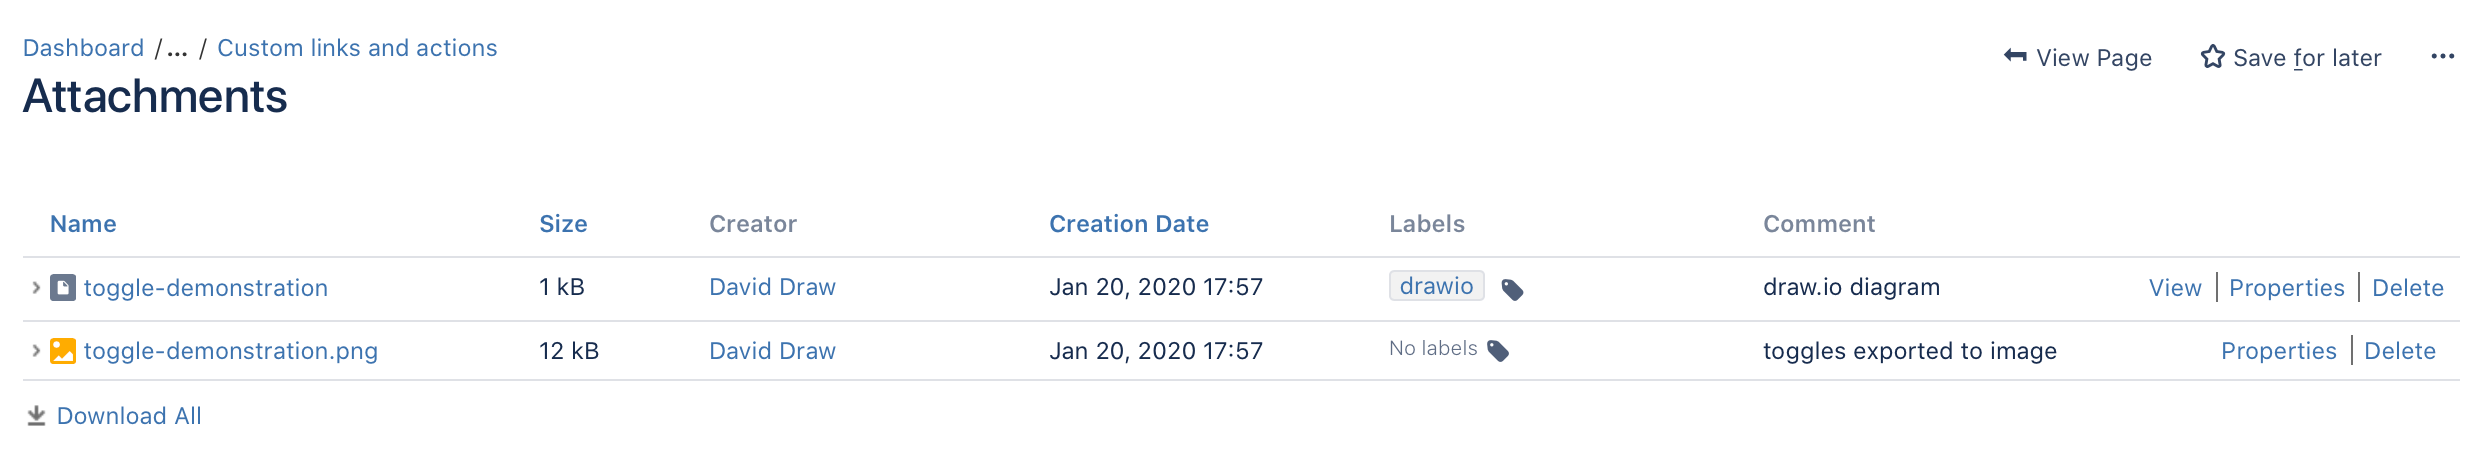 Dashboard /... / Custom links and actions
View Page Save for later ...
Attachments
Name Size Creator Creation Date Labels Comment
toggle-demonstration 1 kB David Draw Jan 20, 2020 17:57 drawio draw.io diagram View | Properties | Delete
toggle-demonstration.png 12 kB David Draw Jan 20, 2020 17:57 No labels toggles exported to image Properties | Delete
Download All